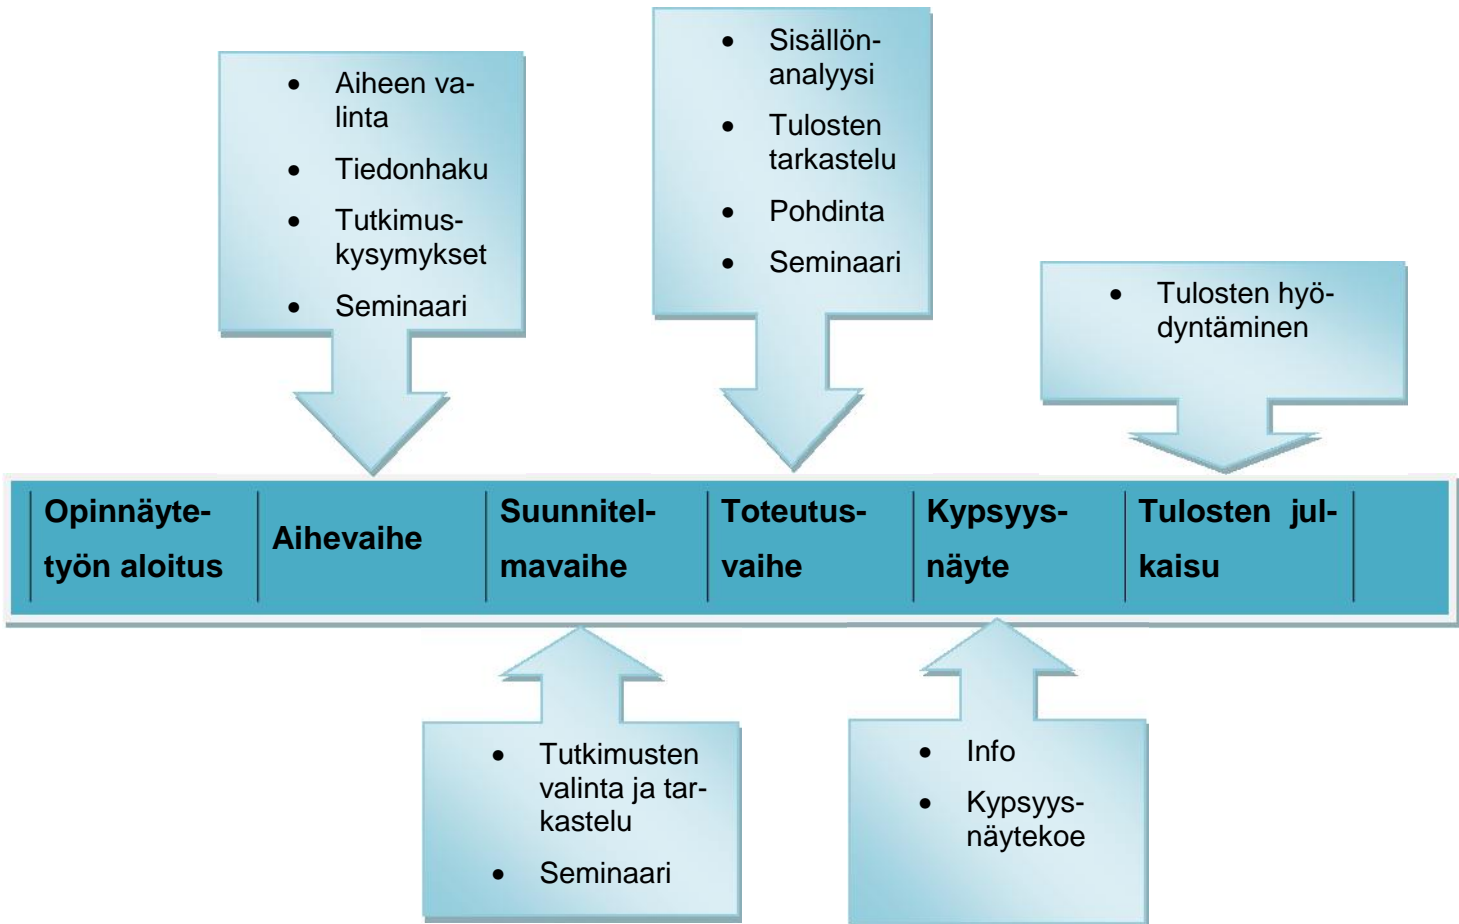 • Aiheen va-
linta
• Tiedonhaku
• Tutkimus-
kysymykset
• Seminaari
• Sisällön-
analyysi
• Tulosten
tarkastelu
• Pohdinta
• Seminaari
• Tulosten hyö-
dyntäminen
Opinnäyte-
työn aloitus
Aihevaihe
Suunnitel-
mavaihe
Toteutus-
vaihe
Kypsyys-
näyte
Tulosten jul-
kaisu
• Tutkimusten
valinta ja tar-
kastelu
• Seminaari
• Info
• Kypsyys-
näytekoe